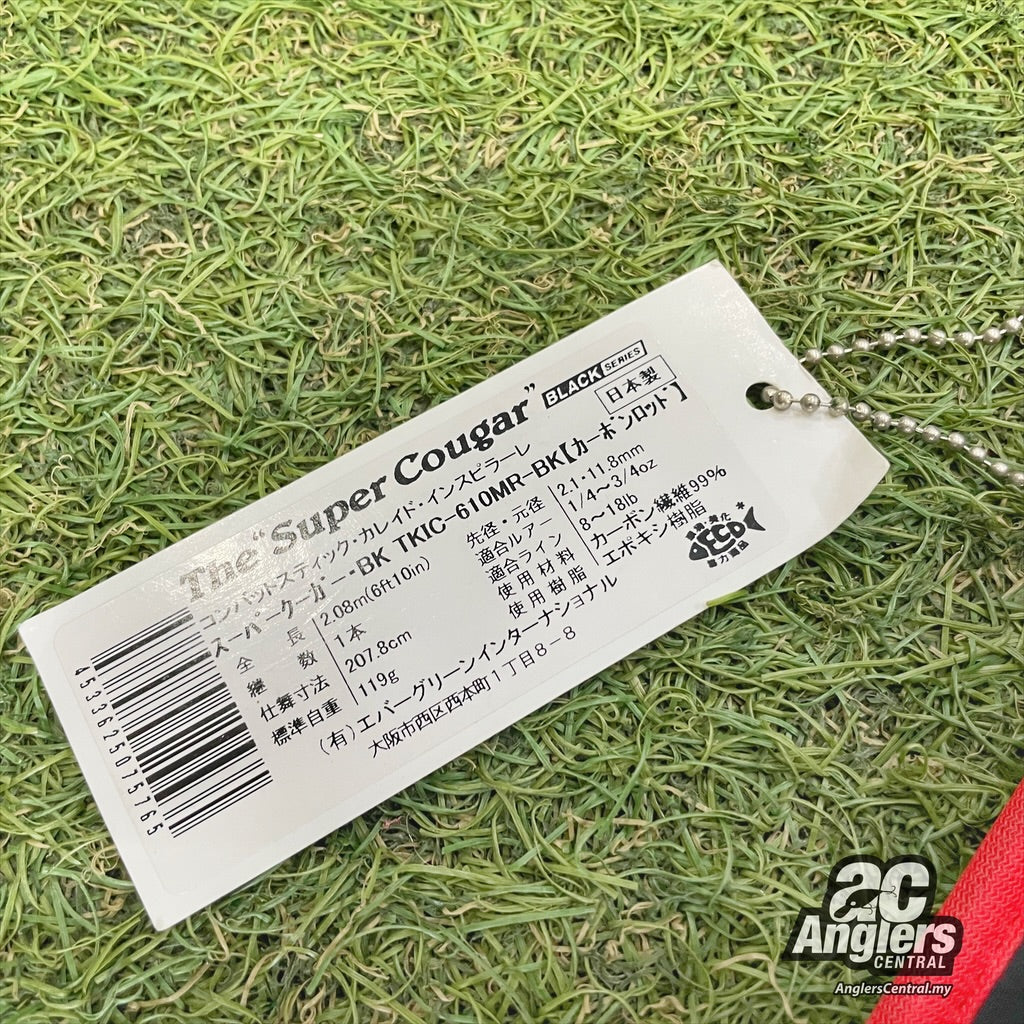 The "Super Cougar" BLACK SERIES
コンバットスティック・カレイド・インスピラーレ 日本製
スーパークーガー・BK TKIC-610MR-BK【カーボンロッド】
全長 2.08m(6ft10in) 先径・元径 2.1・11.8mm
継数 1本 適合ルアー 1/4～3/4oz
仕舞寸法 207.8cm 適合ライン 8～18lb
標準自重 119g 使用材料 カーボン繊維99%
使用樹脂 エポキシ樹脂
(有)エバーグリーンインターナショナル
大阪市西区西本町1丁目8-8
ECO
4533625075765
ac
Anglers
CENTRAL
AnglersCentral.my